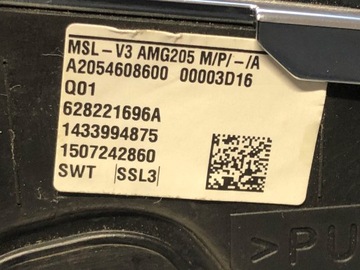 MSL-V3 AMG205 M/P/-/A
A2054608600 00003D16
Q01
628221696A
1433994875
1507242860
SWT SSL3
>PU